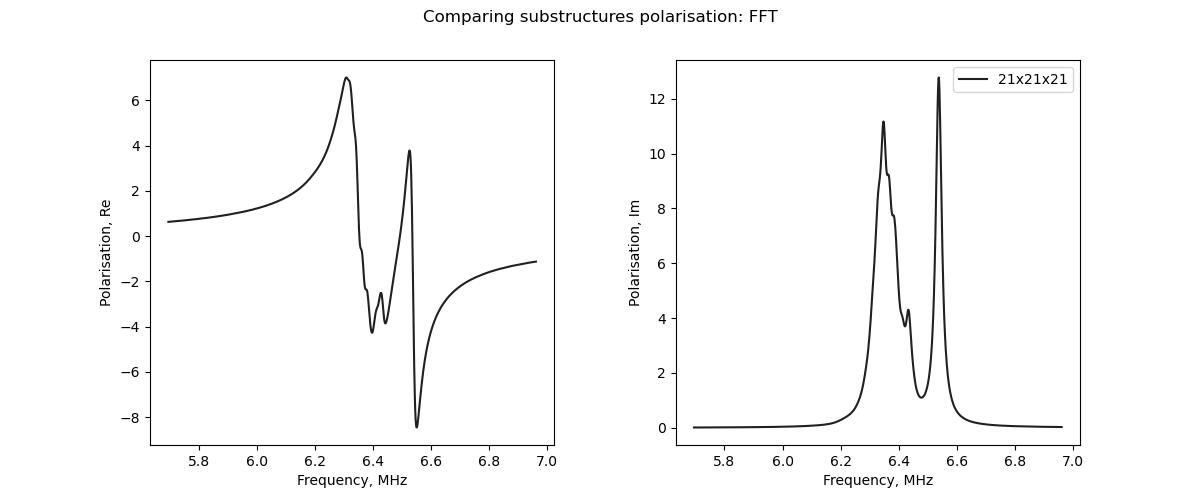 Comparing substructures polarisation: FFT
Polarisation, Re
6
4
2
0
−2
−4
−6
−8
5.8 6.0 6.2 6.4 6.6 6.8 7.0
Frequency, MHz
Polarisation, Im
12
10
8
6
4
2
0
5.8 6.0 6.2 6.4 6.6 6.8 7.0
Frequency, MHz
21x21x21